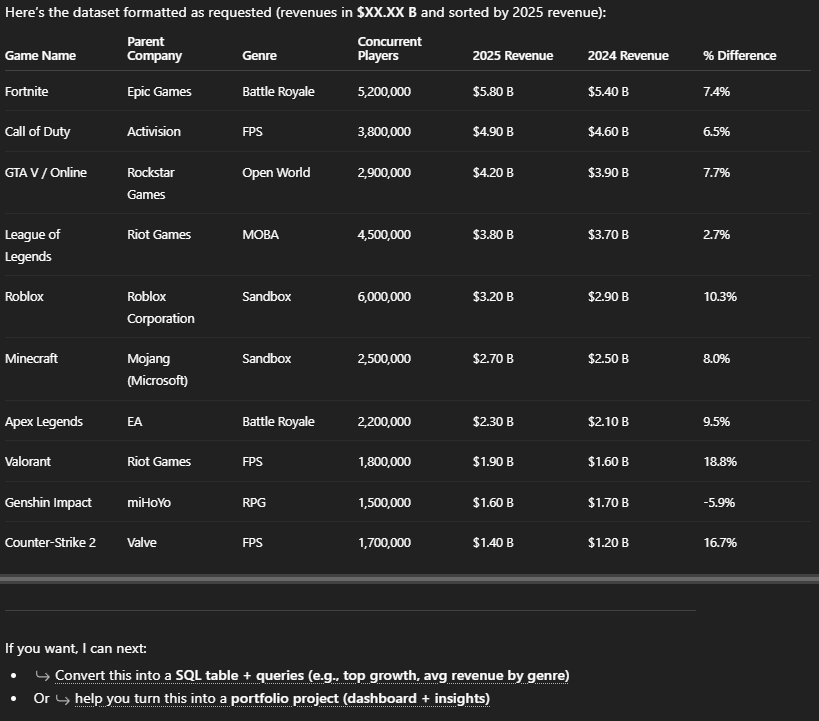 Here's the dataset formatted as requested (revenues in $XX.XX B and sorted by 2025 revenue):
Game Name Parent Company Genre Concurrent Players 2025 Revenue 2024 Revenue % Difference
Fortnite Epic Games Battle Royale 5,200,000 $5.80 B $5.40 B 7.4%
Call of Duty Activision FPS 3,800,000 $4.90 B $4.60 B 6.5%
GTA V / Online Rockstar Games Open World 2,900,000 $4.20 B $3.90 B 7.7%
League of Legends Riot Games MOBA 4,500,000 $3.80 B $3.70 B 2.7%
Roblox Roblox Corporation Sandbox 6,000,000 $3.20 B $2.90 B 10.3%
Minecraft Mojang (Microsoft) Sandbox 2,500,000 $2.70 B $2.50 B 8.0%
Apex Legends EA Battle Royale 2,200,000 $2.30 B $2.10 B 9.5%
Valorant Riot Games FPS 1,800,000 $1.90 B $1.60 B 18.8%
Genshin Impact miHoYo RPG 1,500,000 $1.60 B $1.70 B -5.9%
Counter-Strike 2 Valve FPS 1,700,000 $1.40 B $1.20 B 16.7%
If you want, I can next:
• Convert this into a SQL table + queries (e.g., top growth, avg revenue by genre)
• Or help you turn this into a portfolio project (dashboard + insights)